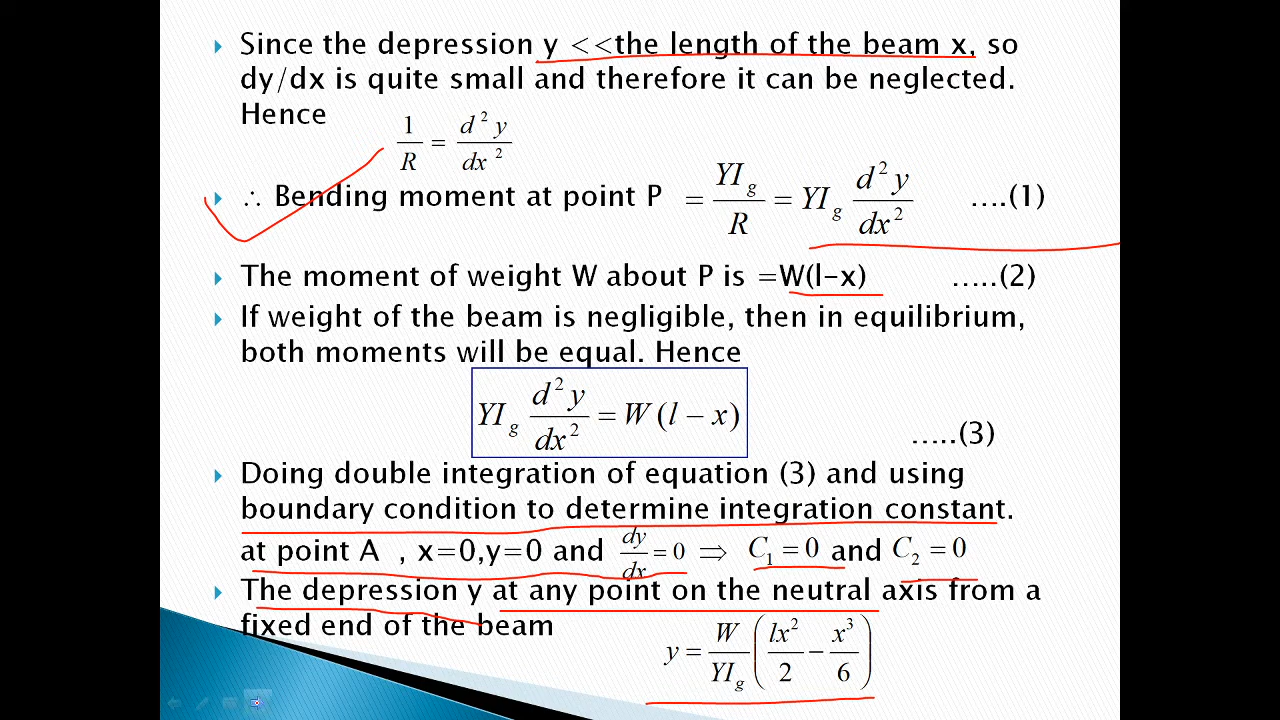 Since the depression y <<the length of the beam x, so
dy/dx is quite small and therefore it can be neglected.
Hence
1/R = d²y/dx²
∴ Bending moment at point P = YI_g/R = YI_g d²y/dx² ….(1)
The moment of weight W about P is =W(l-x) …..(2)
If weight of the beam is negligible, then in equilibrium,
both moments will be equal. Hence
YI_g d²y/dx² = W (l − x)
…..(3)
Doing double integration of equation (3) and using
boundary condition to determine integration constant.
at point A , x=0,y=0 and dy/dx = 0 ⇒ C₁ = 0 and C₂ = 0
The depression y at any point on the neutral axis from a
fixed end of the beam
y = W/YI_g (lx²/2 − x³/6)